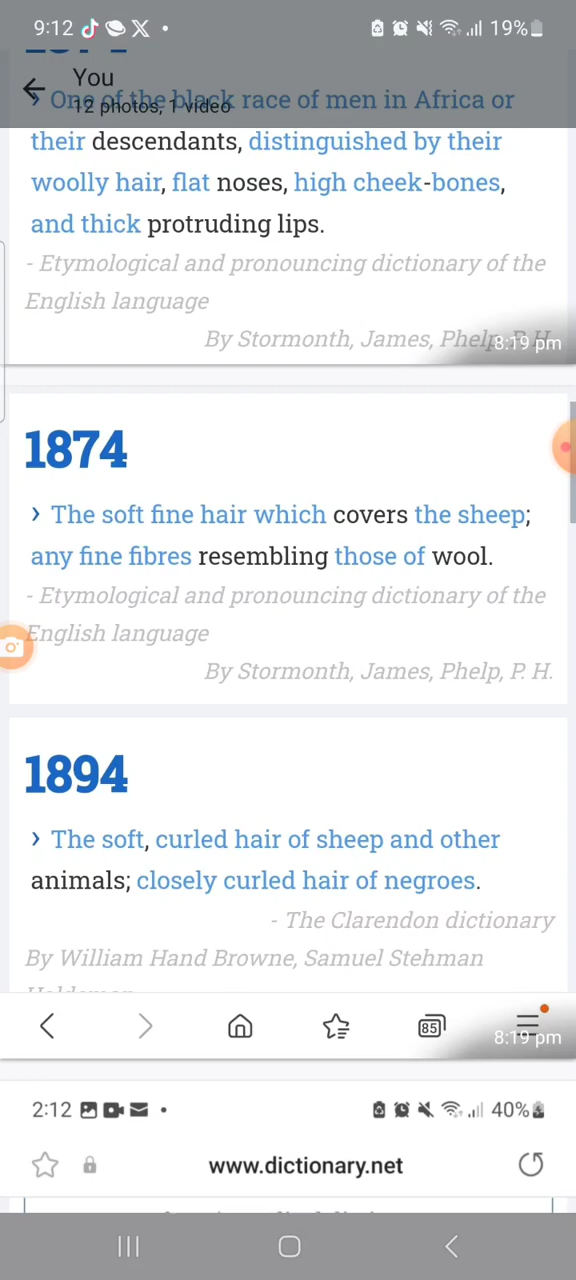 9:12
19%
You
› One of the black race of men in Africa or
12 photos, 1 video
their descendants, distinguished by their
woolly hair, flat noses, high cheek-bones,
and thick protruding lips.
- Etymological and pronouncing dictionary of the
English language
By Stormonth, James, Phelp, P. H.
8:19 pm
1874
› The soft fine hair which covers the sheep;
any fine fibres resembling those of wool.
- Etymological and pronouncing dictionary of the
English language
By Stormonth, James, Phelp, P. H.
1894
› The soft, curled hair of sheep and other
animals; closely curled hair of negroes.
- The Clarendon dictionary
By William Hand Browne, Samuel Stehman
85
8:19 pm
2:12
40%
www.dictionary.net